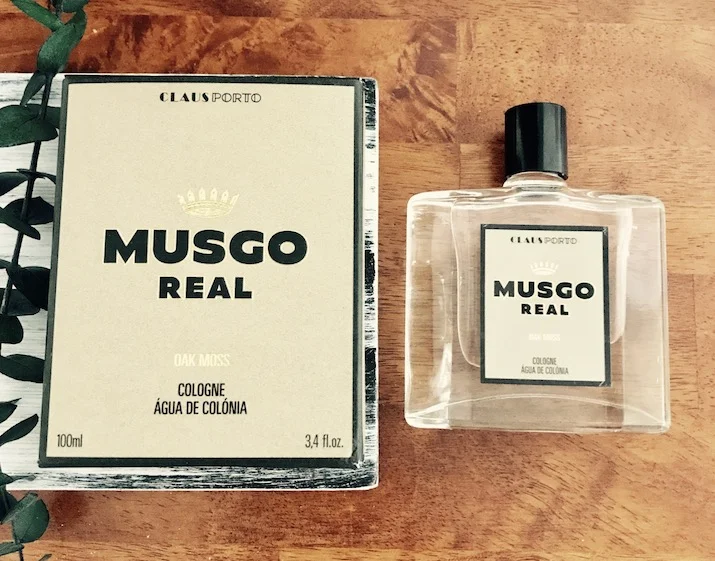 CLAUS PORTO
MUSGO
REAL
OAK MOSS
COLOGNE
ÁGUA DE COLÓNIA
100ml
3,4 fl.oz.
CLAUS PORTO
MUSGO
REAL
OAK MOSS
COLOGNE
ÁGUA DE COLÓNIA